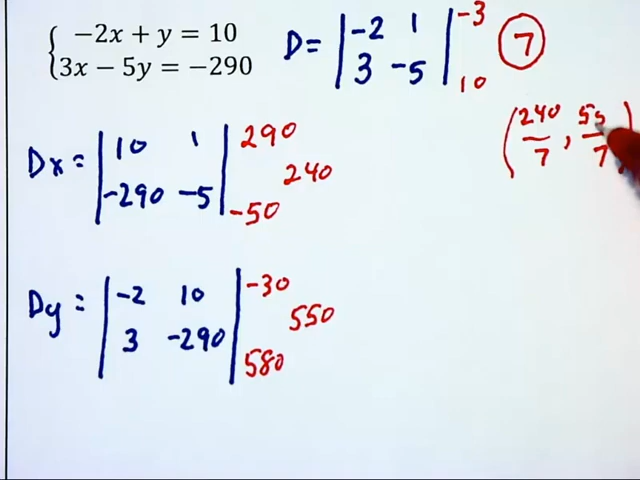 −2x + y = 10
3x − 5y = −290
D = | -2 1 | -3
| 3 -5 | 10
7
(240/7, 55/7)
Dx = | 10 1 | 290
240
| -290 -5 | -50
Dy = | -2 10 | -30
550
| 3 -290 | 580